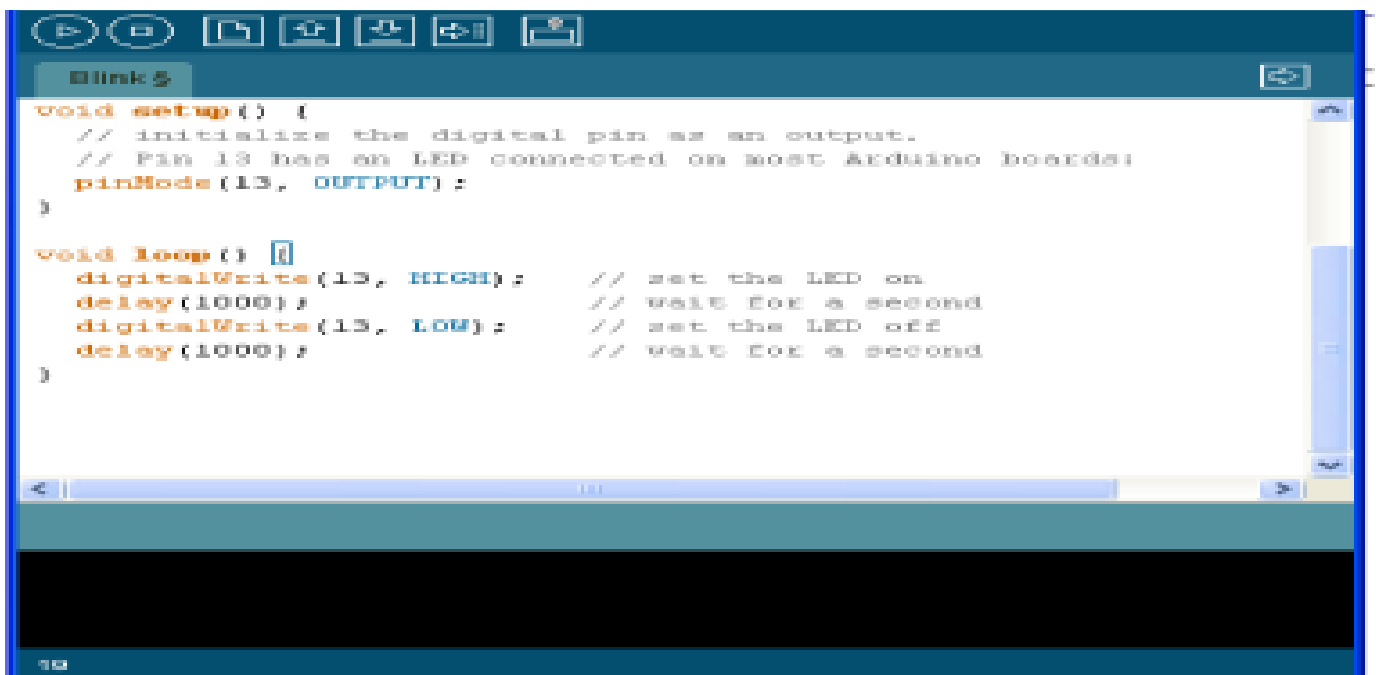 Blink §
void setup() {
  // initialize the digital pin as an output.
  // Pin 13 has an LED connected on most Arduino boards:
  pinMode(13, OUTPUT);
}
void loop() {
  digitalWrite(13, HIGH);    // set the LED on
  delay(1000);               // wait for a second
  digitalWrite(13, LOW);     // set the LED off
  delay(1000);               // wait for a second
}
19